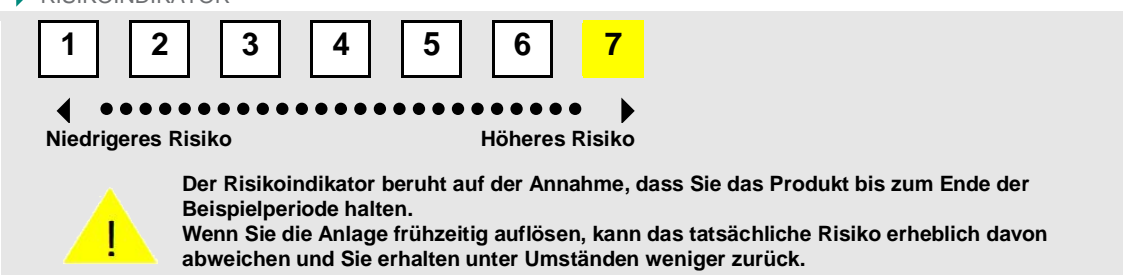 RISIKOINDIKATOR
1 2 3 4 5 6 7
Niedrigeres Risiko Höheres Risiko
Der Risikoindikator beruht auf der Annahme, dass Sie das Produkt bis zum Ende der
Beispielperiode halten.
Wenn Sie die Anlage frühzeitig auflösen, kann das tatsächliche Risiko erheblich davon
abweichen und Sie erhalten unter Umständen weniger zurück.
!